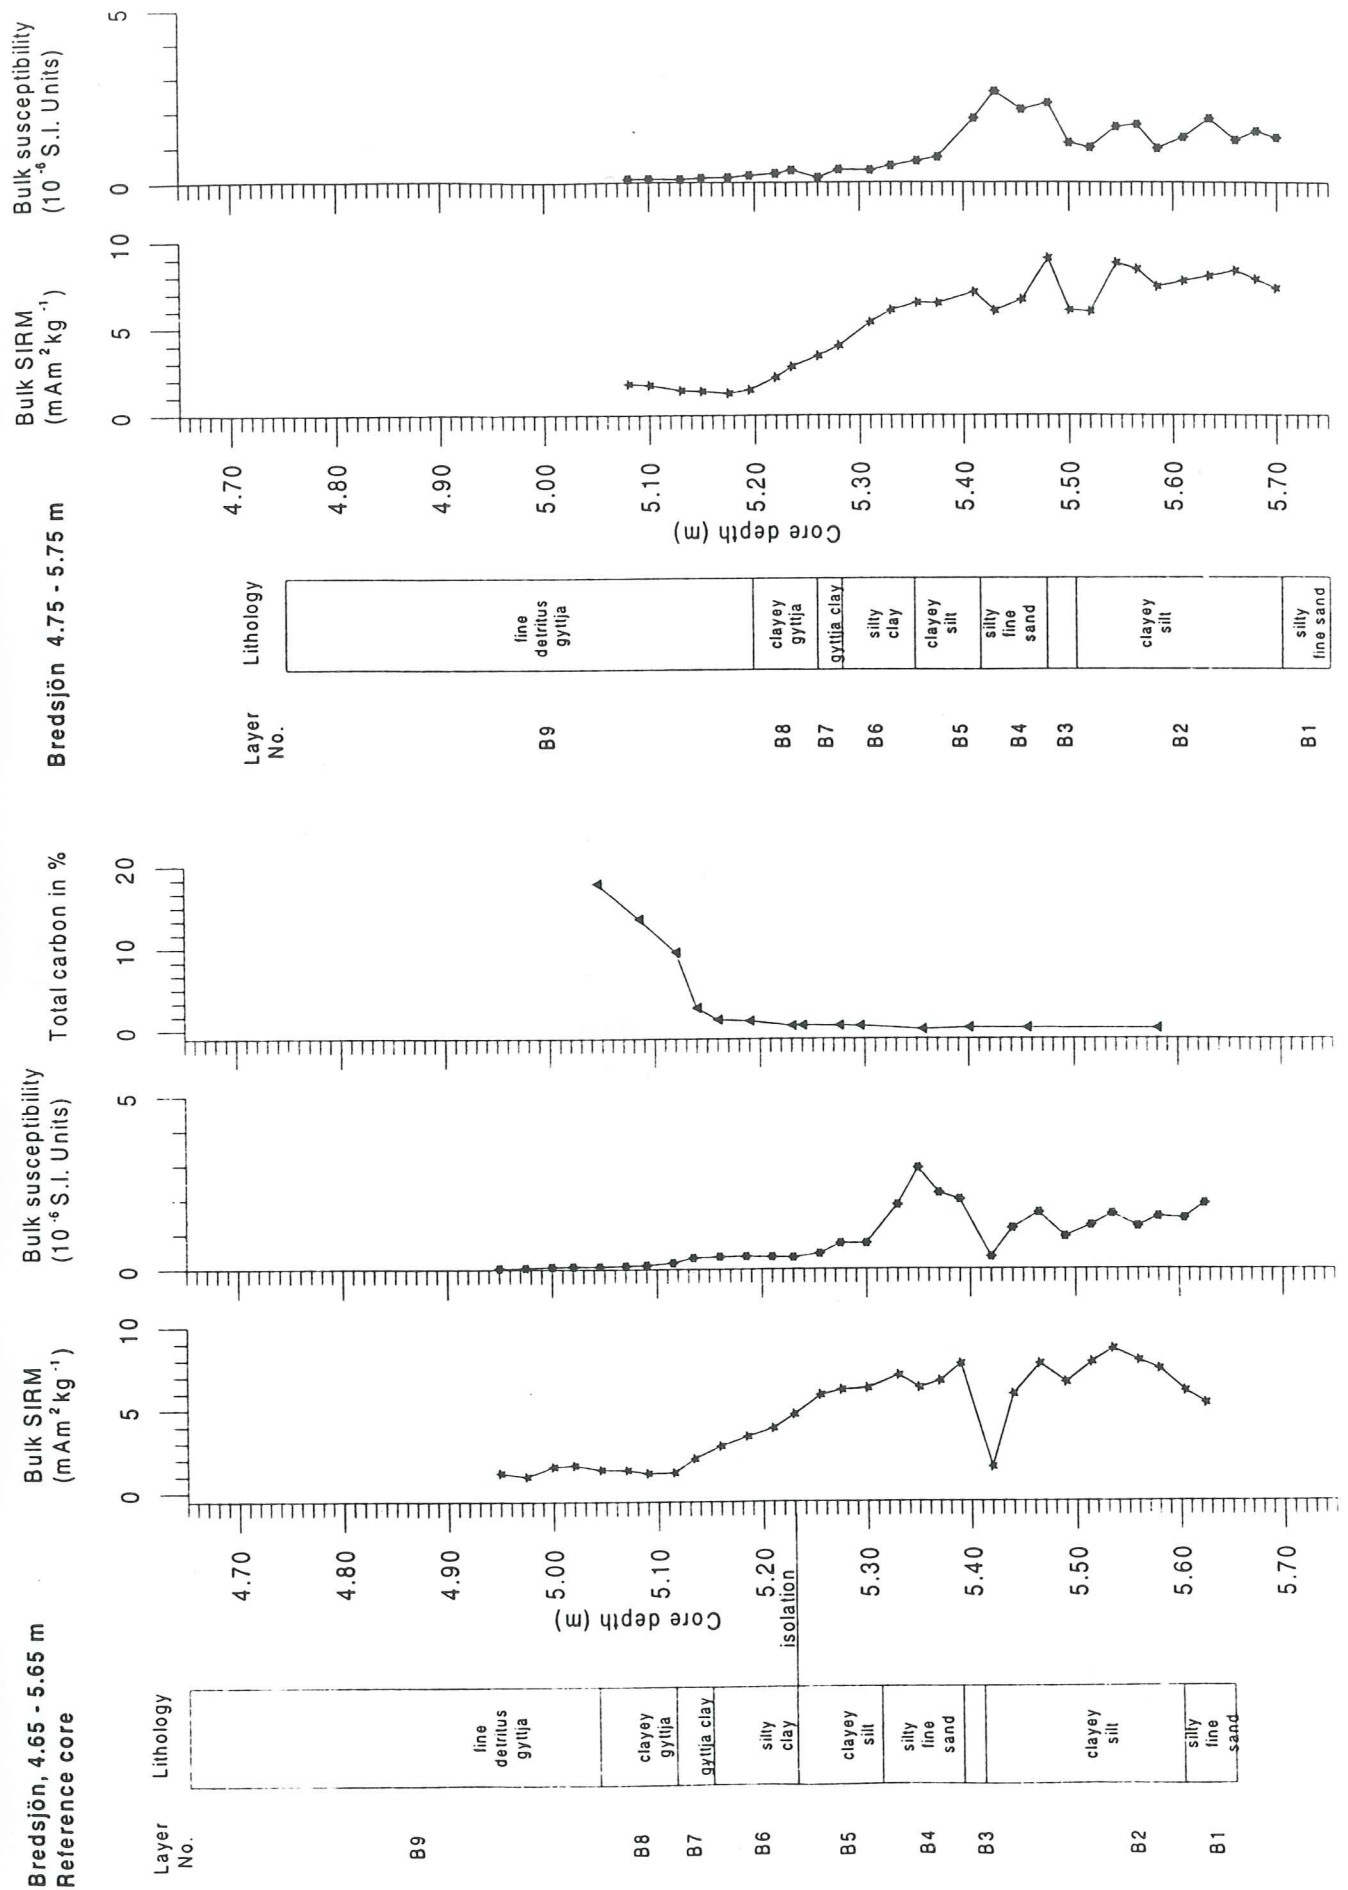 Bredsjön, 4.65 - 5.65 m
Reference core
Layer
No.
Lithology
B9
B8
B7
B6
B5
B4
B3
B2
B1
fine
detritus
gyttja
clayey
gyttja
gyttja clay
silty
clay
clayey
silt
silty
fine
sand
clayey
silt
silty
fine
sand
Core depth (m)
4.70
4.80
4.90
5.00
5.10
5.20
5.30
5.40
5.50
5.60
5.70
isolation
Bulk SIRM
(mAm² kg⁻¹)
0
5
10
Bulk susceptibility
(10⁻⁶ S.I. Units)
0
5
Total carbon in %
0
10
20
Bredsjön 4.75 - 5.75 m
Layer
No.
Lithology
B9
B8
B7
B6
B5
B4
B3
B2
B1
fine
detritus
gyttja
clayey
gyttja
gyttja clay
silty
clay
clayey
silt
silty
fine
sand
clayey
silt
silty
fine sand
Core depth (m)
4.70
4.80
4.90
5.00
5.10
5.20
5.30
5.40
5.50
5.60
5.70
Bulk SIRM
(mAm² kg⁻¹)
0
5
10
Bulk susceptibility
(10⁻⁶ S.I. Units)
0
5